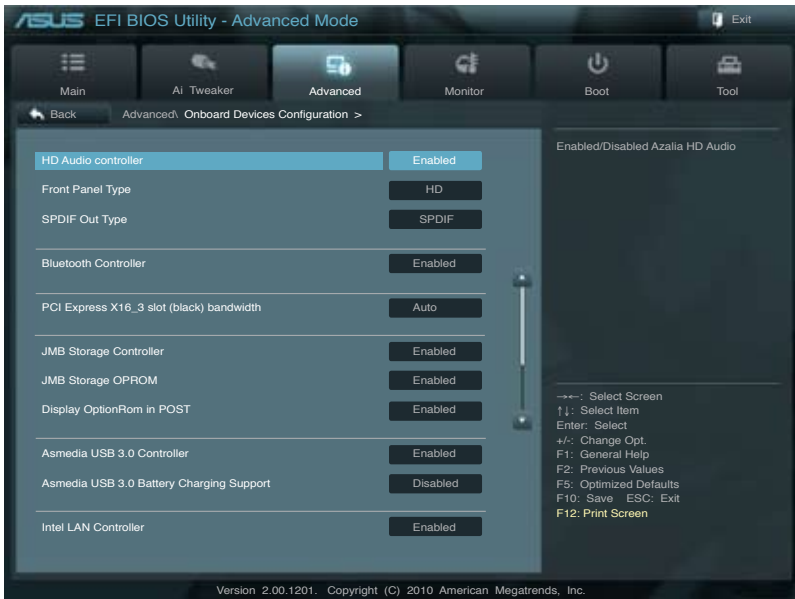 ASUS EFI BIOS Utility - Advanced Mode
Exit
Main
Ai Tweaker
Advanced
Monitor
Boot
Tool
Back
Advanced\ Onboard Devices Configuration >
HD Audio controller Enabled
Front Panel Type HD
SPDIF Out Type SPDIF
Bluetooth Controller Enabled
PCI Express X16_3 slot (black) bandwidth Auto
JMB Storage Controller Enabled
JMB Storage OPROM Enabled
Display OptionRom in POST Enabled
Asmedia USB 3.0 Controller Enabled
Asmedia USB 3.0 Battery Charging Support Disabled
Intel LAN Controller Enabled
Enabled/Disabled Azalia HD Audio
→←: Select Screen
↑↓: Select Item
Enter: Select
+/-: Change Opt.
F1: General Help
F2: Previous Values
F5: Optimized Defaults
F10: Save ESC: Exit
F12: Print Screen
Version 2.00.1201. Copyright (C) 2010 American Megatrends, Inc.